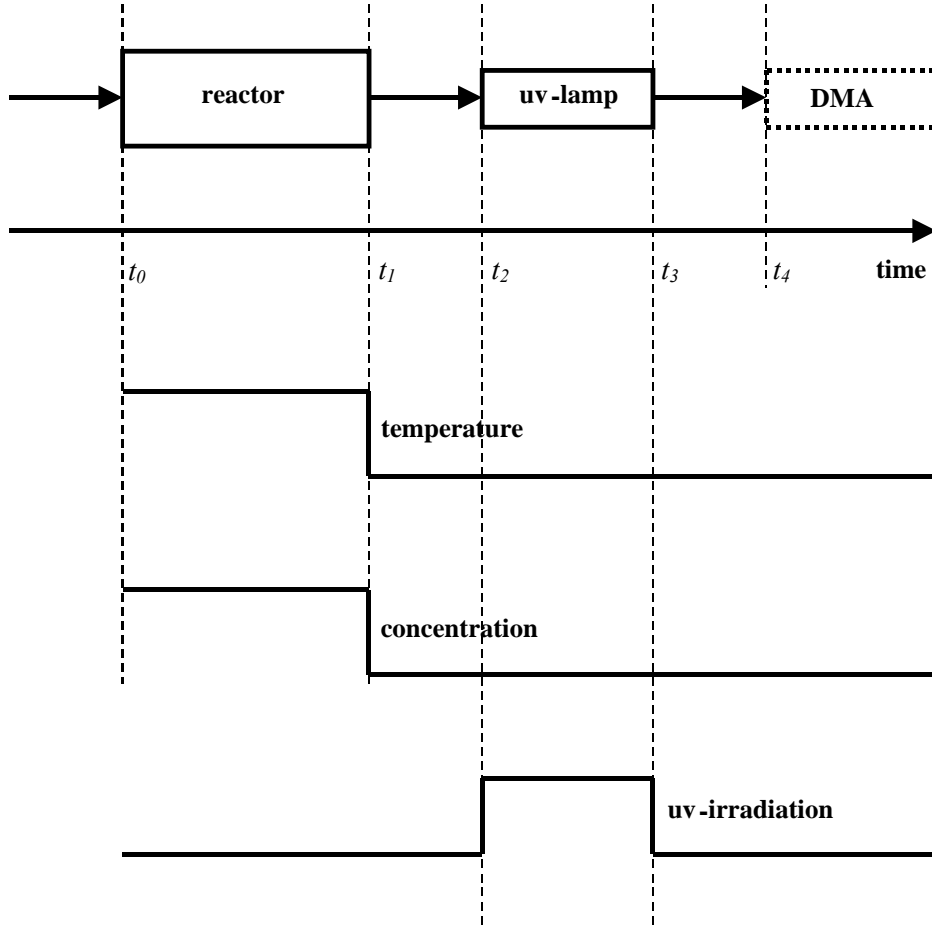 reactor uv-lamp DMA
t0 t1 t2 t3 t4 time
temperature
concentration
uv-irradiation